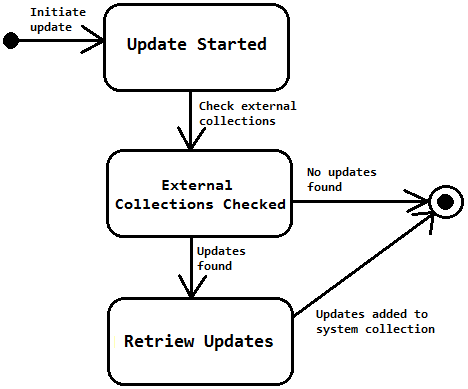 Initiate
update
Update Started
Check external
collections
External
Collections Checked
No updates
found
Updates
found
Retriew Updates
Updates added to
system collection